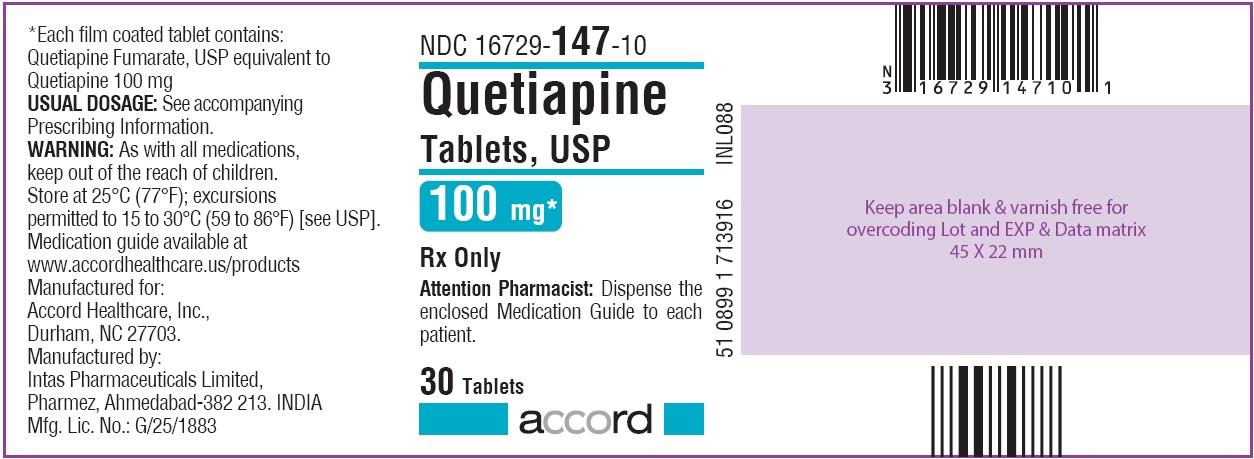 *Each film coated tablet contains:
Quetiapine Fumarate, USP equivalent to
Quetiapine 100 mg
USUAL DOSAGE: See accompanying
Prescribing Information.
WARNING: As with all medications,
keep out of the reach of children.
Store at 25°C (77°F); excursions
permitted to 15 to 30°C (59 to 86°F) [see USP].
Medication guide available at
www.accordhealthcare.us/products
Manufactured for:
Accord Healthcare, Inc.,
Durham, NC 27703.
Manufactured by:
Intas Pharmaceuticals Limited,
Pharmez, Ahmedabad-382 213. INDIA
Mfg. Lic. No.: G/25/1883
NDC 16729-147-10
Quetiapine
Tablets, USP
100 mg*
Rx Only
Attention Pharmacist: Dispense the
enclosed Medication Guide to each
patient.
30 Tablets
accord
51 0899 1 713916 INL088
N
3 16729 14710 1
Keep area blank & varnish free for
overcoding Lot and EXP & Data matrix
45 X 22 mm